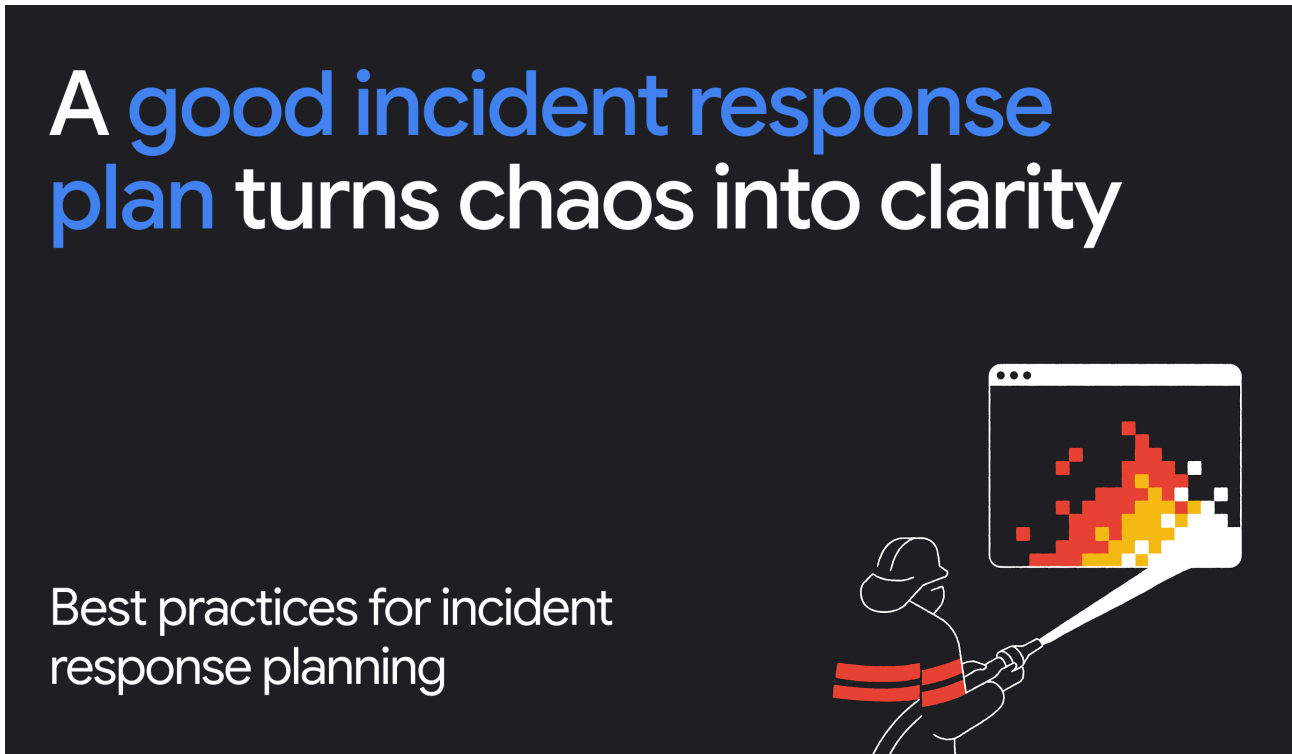 A good incident response
plan turns chaos into clarity
Best practices for incident
response planning